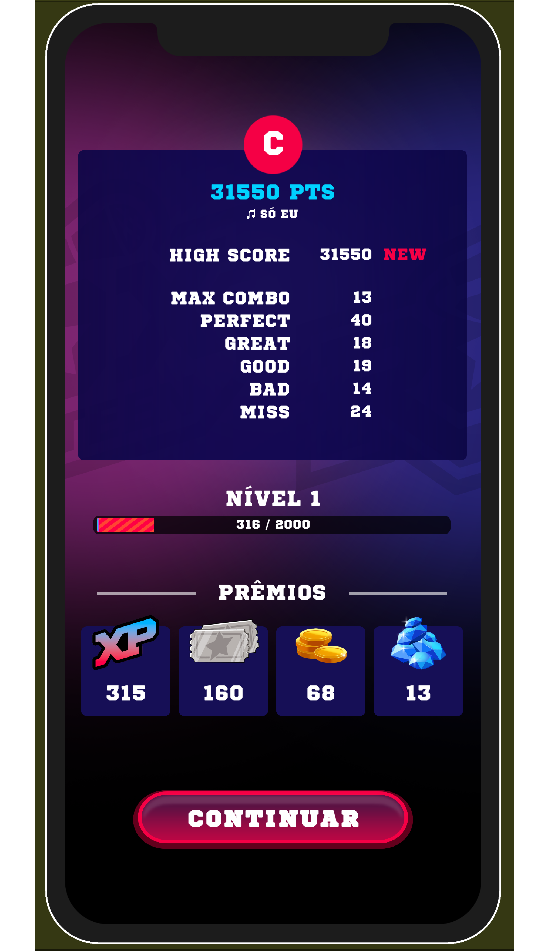 C
31550 PTS
♫ SÓ EU
HIGH SCORE 31550 NEW
MAX COMBO 13
PERFECT 40
GREAT 18
GOOD 19
BAD 14
MISS 24
NÍVEL 1
316 / 2000
PRÊMIOS
XP
315 160 68 13
CONTINUAR